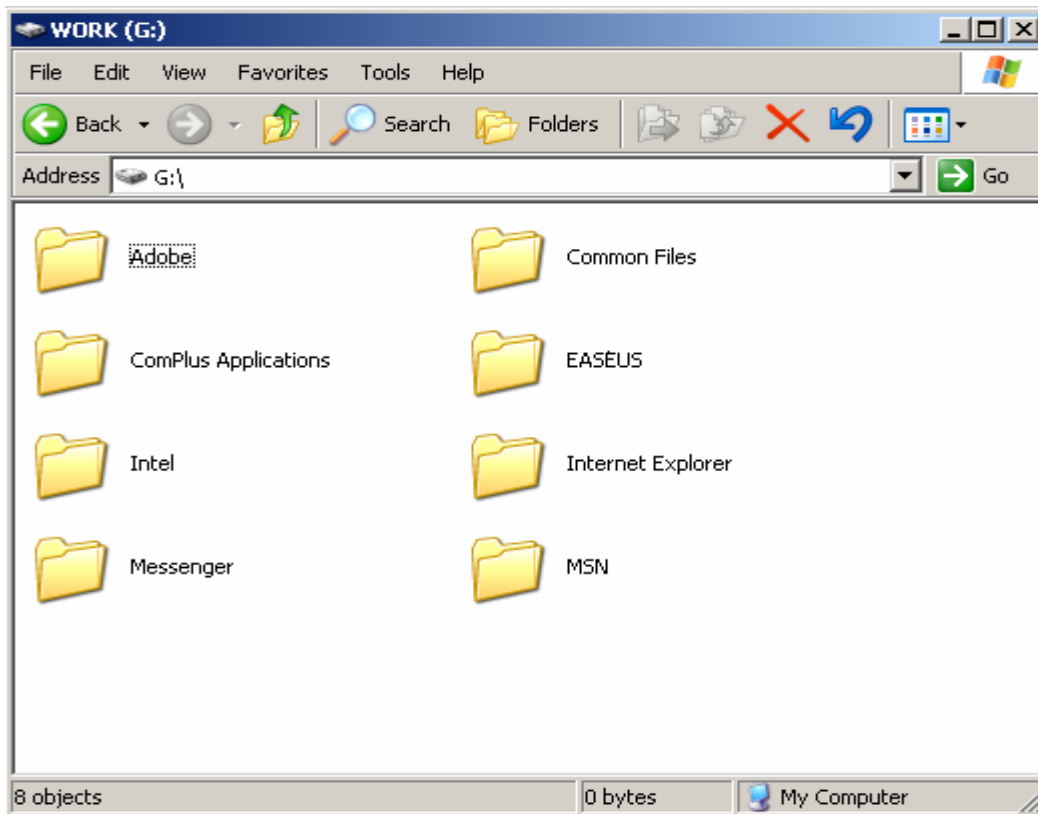 WORK (G:)
File Edit View Favorites Tools Help
Back Search Folders
Address G:\ Go
Adobe Common Files
ComPlus Applications EASEUS
Intel Internet Explorer
Messenger MSN
8 objects 0 bytes My Computer